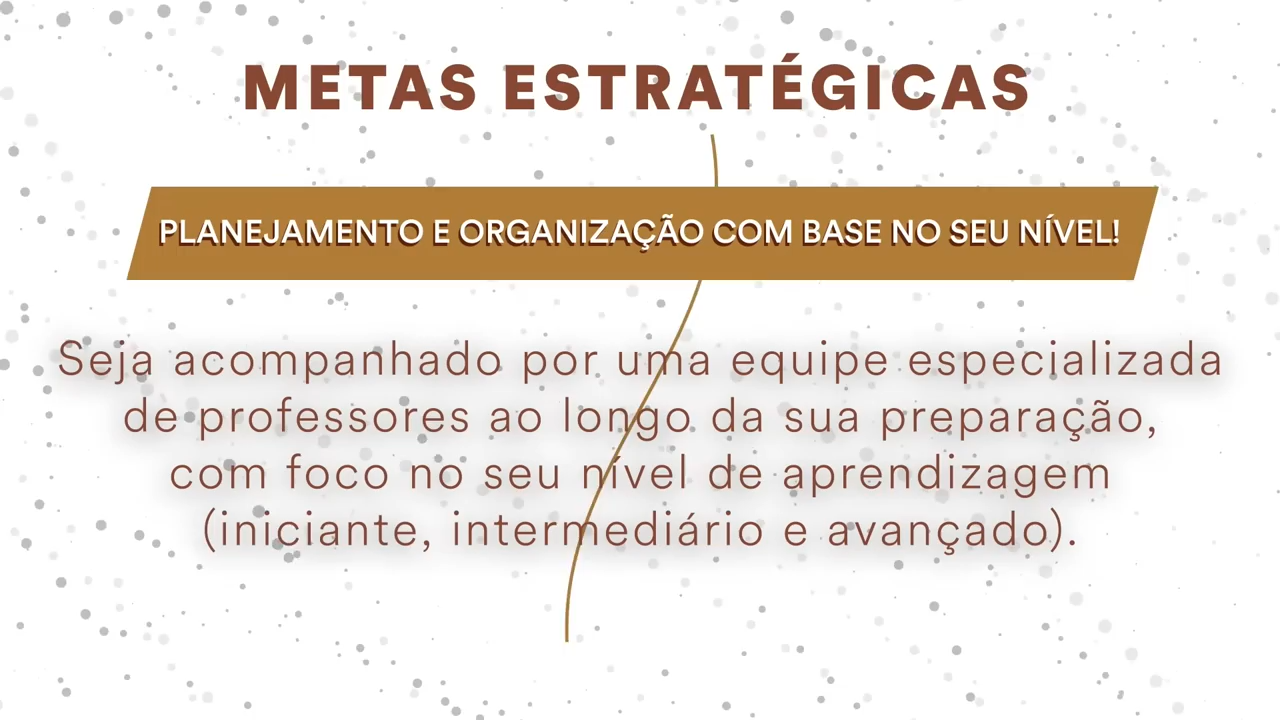 METAS ESTRATÉGICAS
PLANEJAMENTO E ORGANIZAÇÃO COM BASE NO SEU NÍVEL!
Seja acompanhado por uma equipe especializada
de professores ao longo da sua preparação,
com foco no seu nível de aprendizagem
(iniciante, intermediário e avançado).